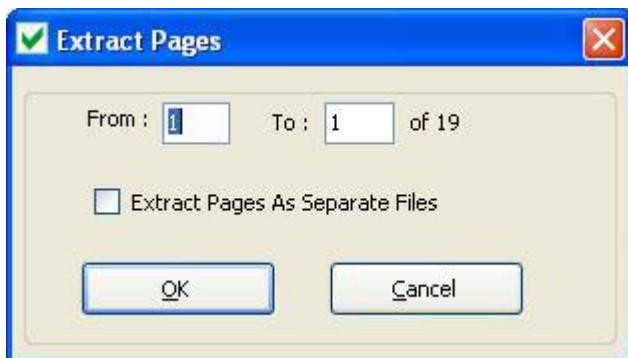 Extract Pages
From : 1 To : 1 of 19
Extract Pages As Separate Files
OK Cancel